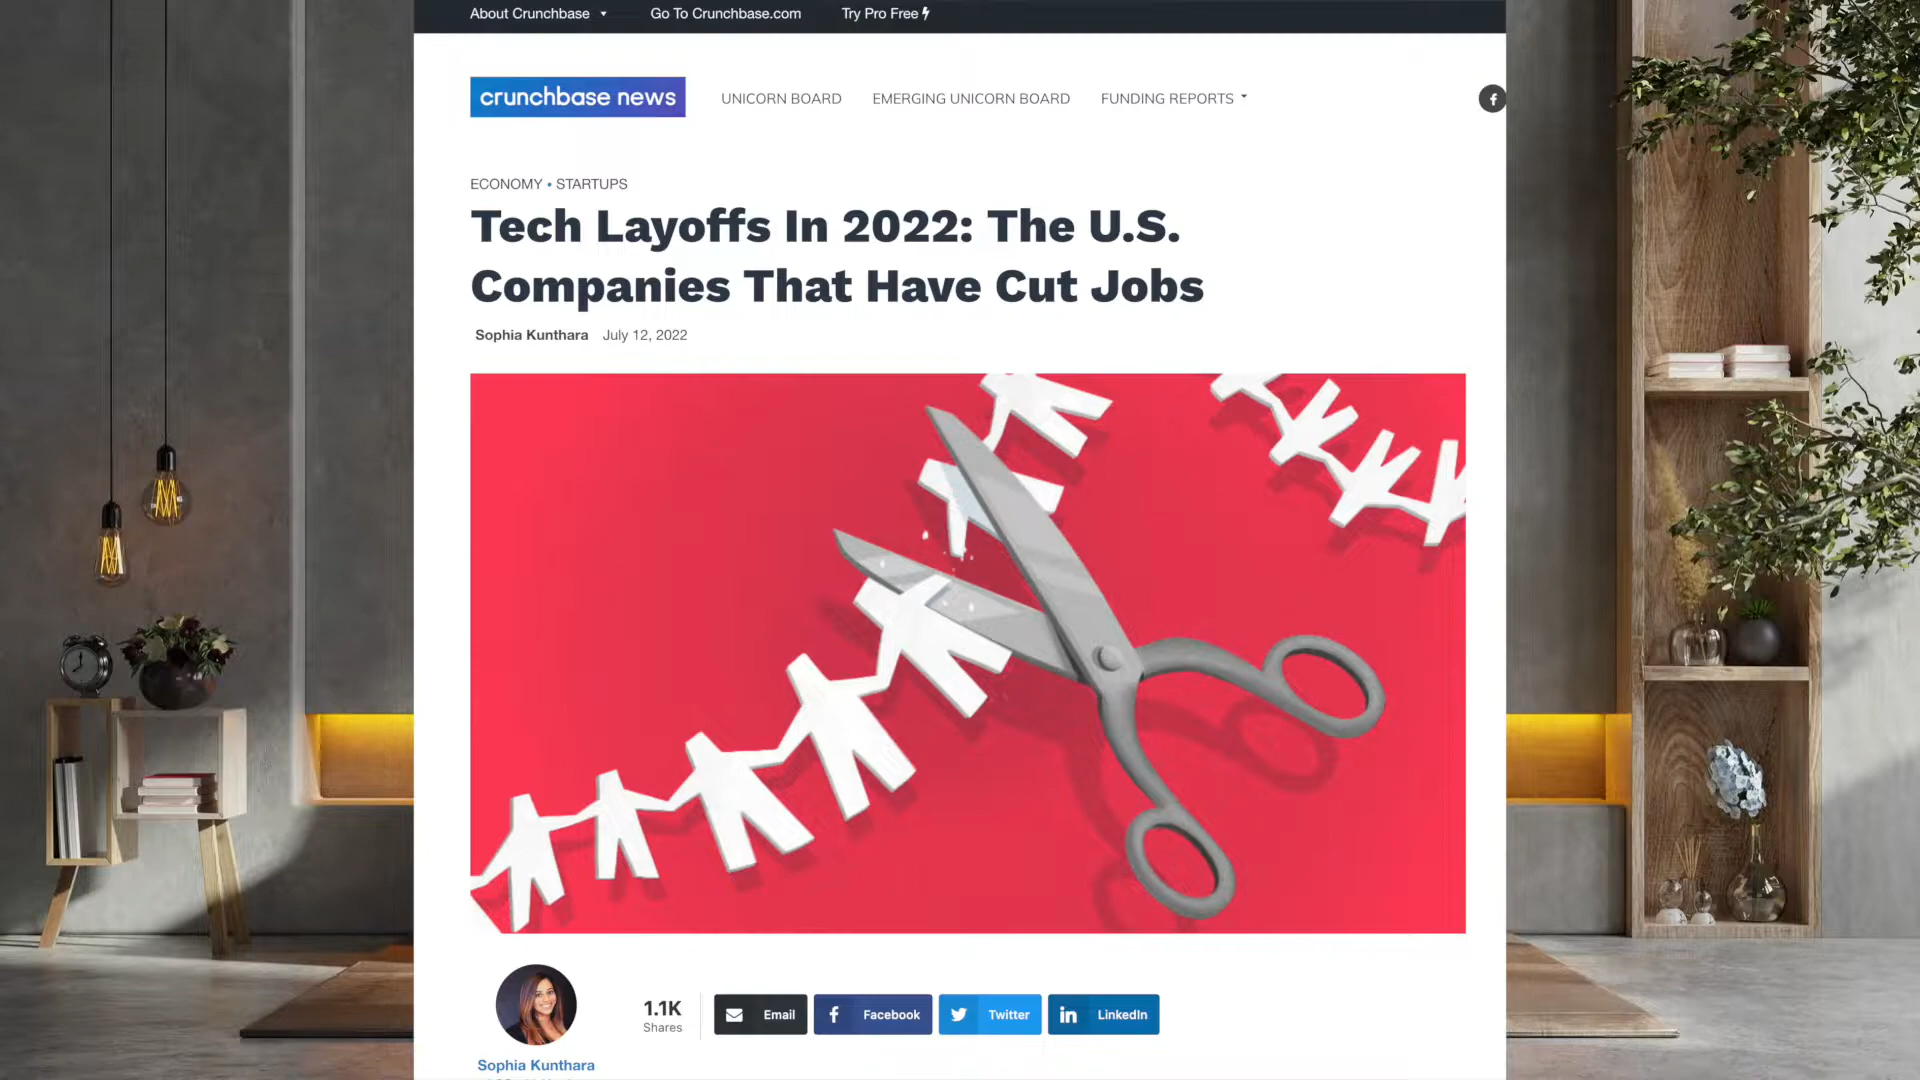 About Crunchbase Go To Crunchbase.com Try Pro Free
crunchbase news UNICORN BOARD EMERGING UNICORN BOARD FUNDING REPORTS
ECONOMY • STARTUPS
Tech Layoffs In 2022: The U.S.
Companies That Have Cut Jobs
Sophia Kunthara July 12, 2022
1.1K
Shares
Email Facebook Twitter LinkedIn
Sophia Kunthara